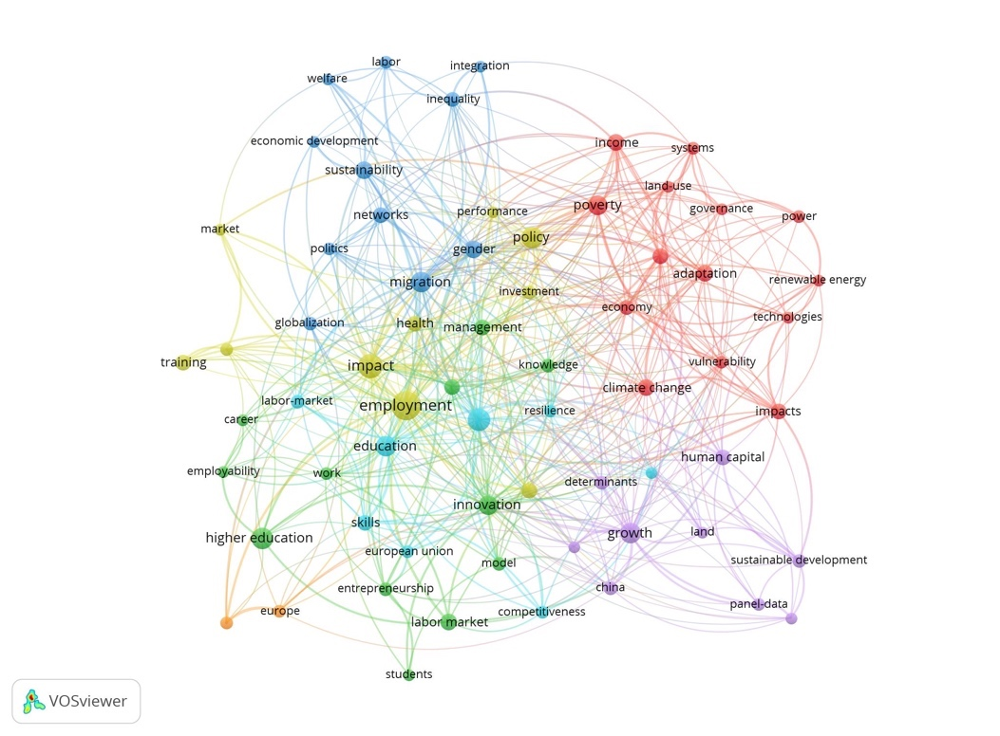 labor
integration
welfare
inequality
economic development
income
systems
sustainability
land-use
poverty
governance
performance
networks
power
market
policy
politics
gender
adaptation
migration
renewable energy
investment
economy
technologies
globalization
health
management
training
impact
knowledge
vulnerability
climate change
labor-market
employment
resilience
impacts
career
education
human capital
employability
work
determinants
innovation
skills
growth
land
higher education
european union
model
sustainable development
entrepreneurship
china
panel-data
europe
competitiveness
labor market
students
VOSviewer